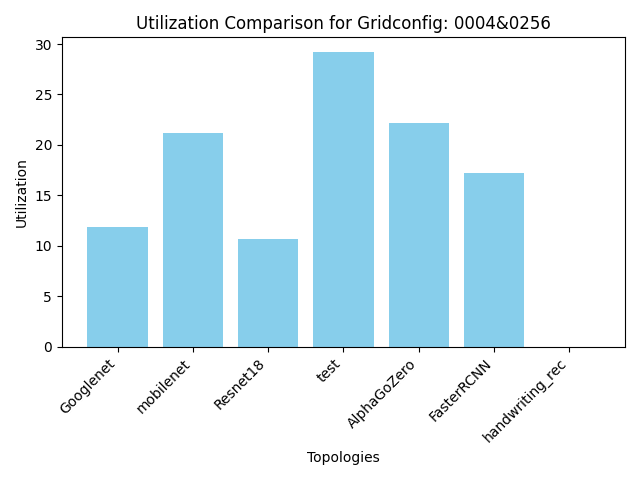 Utilization Comparison for Gridconfig: 0004&0256
30
25
20
15
10
5
0
Utilization
Googlenet
mobilenet
Resnet18
test
AlphaGoZero
FasterRCNN
handwriting_rec
Topologies